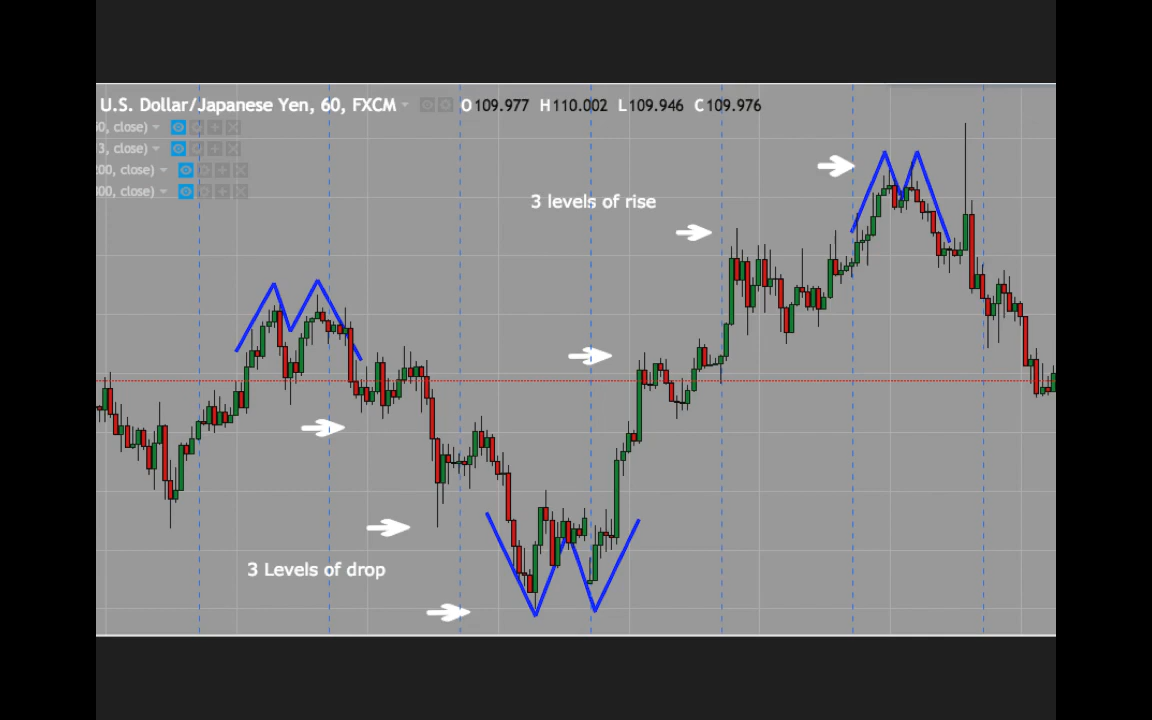 U.S. Dollar/Japanese Yen, 60, FXCM O109.977 H110.002 L109.946 C109.976
0, close)
3, close)
200, close)
00, close)
3 levels of rise
3 Levels of drop